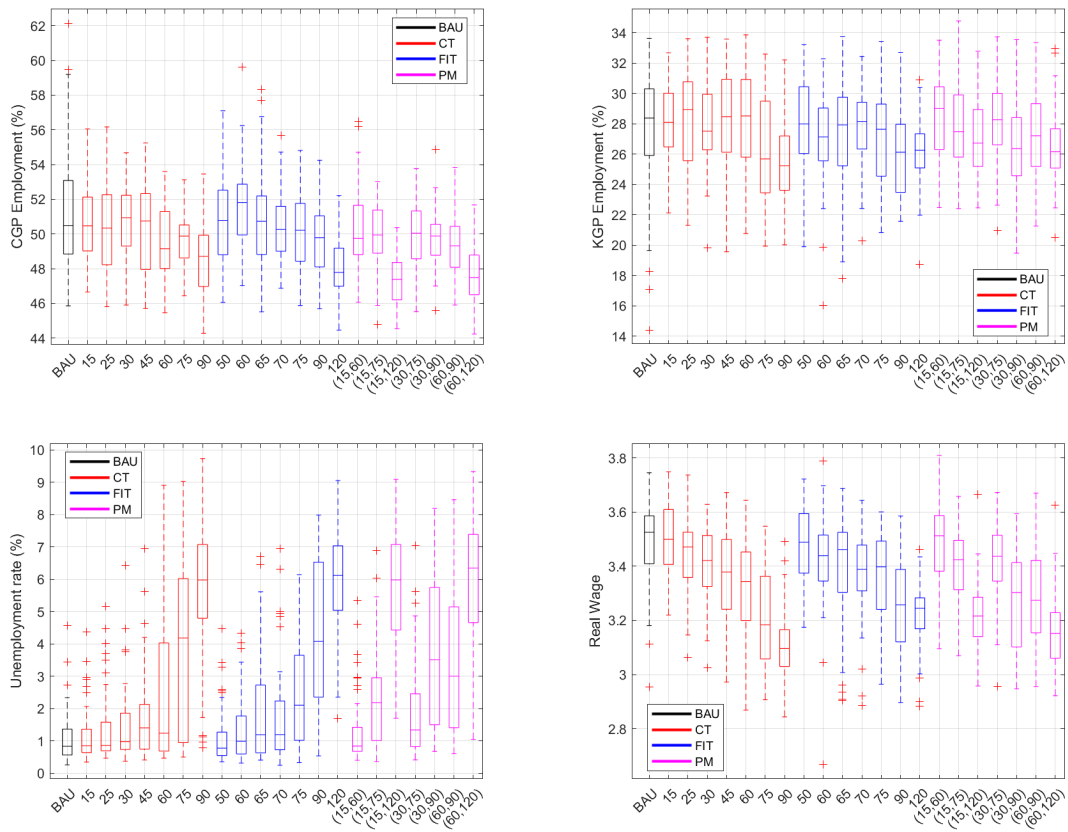 CGP Employment (%)
62
60
58
56
54
52
50
48
46
44
BAU
CT
FIT
PM
BAU 15 25 30 45 60 75 90 50 60 65 70 75 90 120 (15,60) (15,75) (15,120) (30,75) (30,90) (60,90) (60,120)
KGP Employment (%)
34
32
30
28
26
24
22
20
18
16
14
BAU
CT
FIT
PM
BAU 15 25 30 45 60 75 90 50 60 65 70 75 90 120 (15,60) (15,75) (15,120) (30,75) (30,90) (60,90) (60,120)
Unemployment rate (%)
10
9
8
7
6
5
4
3
2
1
0
BAU
CT
FIT
PM
BAU 15 25 30 45 60 75 90 50 60 65 70 75 90 120 (15,60) (15,75) (15,120) (30,75) (30,90) (60,90) (60,120)
Real Wage
3.8
3.6
3.4
3.2
3
2.8
BAU
CT
FIT
PM
BAU 15 25 30 45 60 75 90 50 60 65 70 75 90 120 (15,60) (15,75) (15,120) (30,75) (30,90) (60,90) (60,120)